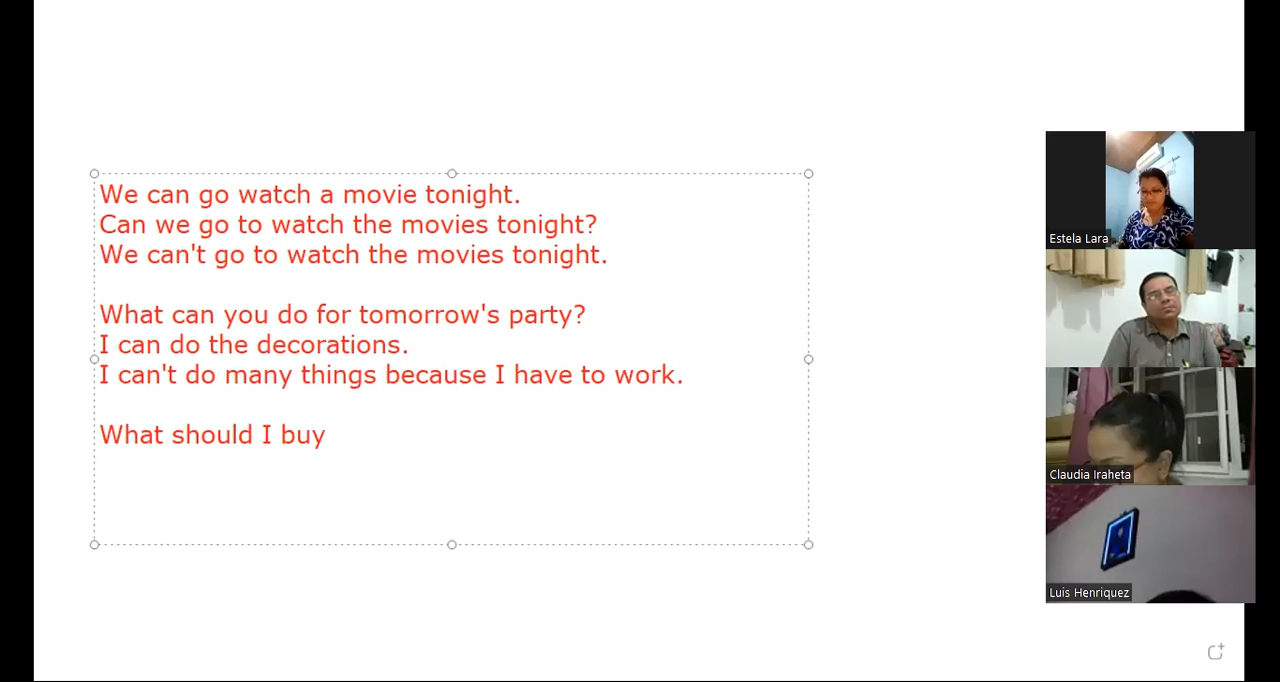 We can go watch a movie tonight.
Can we go to watch the movies tonight?
We can't go to watch the movies tonight.
What can you do for tomorrow's party?
I can do the decorations.
I can't do many things because I have to work.
What should I buy
Estela Lara
Claudia Iraheta
Luis Henriquez